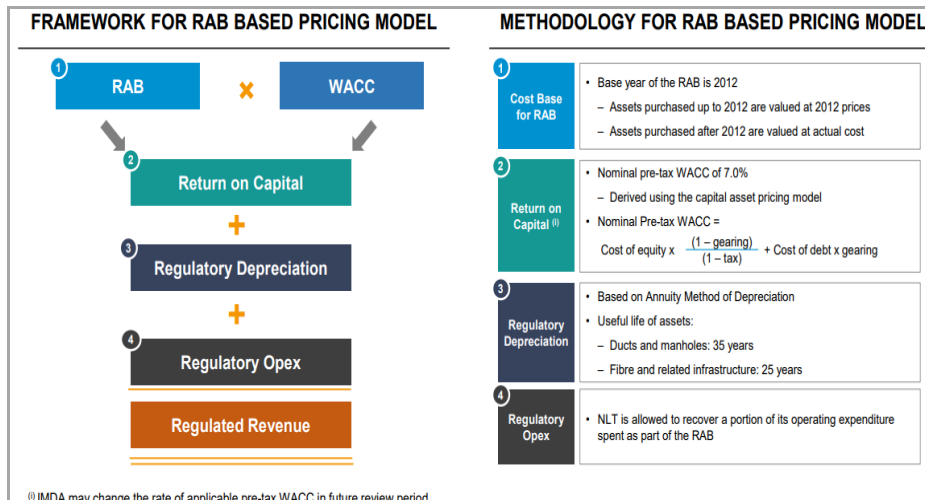 FRAMEWORK FOR RAB BASED PRICING MODEL
1
RAB
×
WACC
2
Return on Capital
+
3
Regulatory Depreciation
+
4
Regulatory Opex
Regulated Revenue
(i) IMDA may change the rate of applicable pre-tax WACC in future review period
METHODOLOGY FOR RAB BASED PRICING MODEL
1
Cost Base
for RAB
• Base year of the RAB is 2012
– Assets purchased up to 2012 are valued at 2012 prices
– Assets purchased after 2012 are valued at actual cost
2
Return on
Capital (i)
• Nominal pre-tax WACC of 7.0%
– Derived using the capital asset pricing model
• Nominal Pre-tax WACC =
Cost of equity x (1 – gearing) / (1 – tax) + Cost of debt x gearing
3
Regulatory
Depreciation
• Based on Annuity Method of Depreciation
• Useful life of assets:
– Ducts and manholes: 35 years
– Fibre and related infrastructure: 25 years
4
Regulatory
Opex
• NLT is allowed to recover a portion of its operating expenditure
spent as part of the RAB